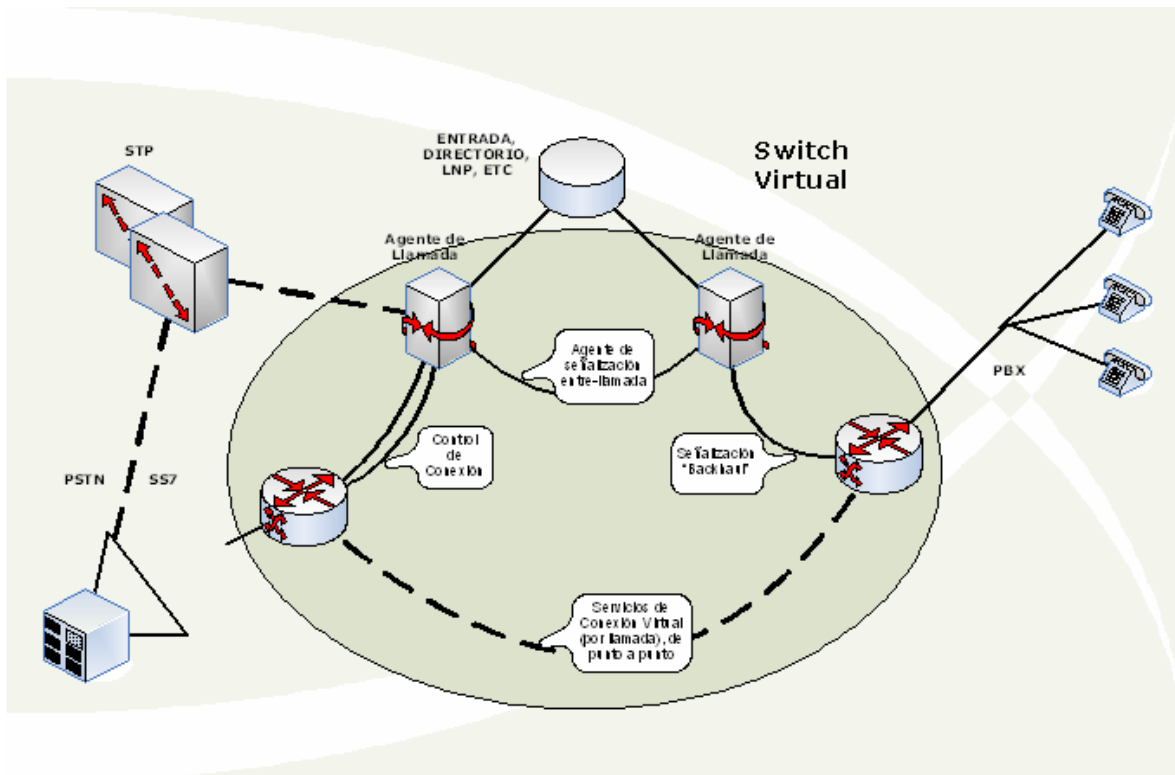 STP
ENTRADA,
DIRECTORIO,
LNP, ETC
Switch
Virtual
Agente de
Llamada
Agente de
Llamada
Agente de
señalización
entre-llamada
PBX
Control
de
Conexión
Señalización
"Backhaul"
PSTN
SS7
Servicios de
Conexión Virtual
(por llamada), de
punto a punto